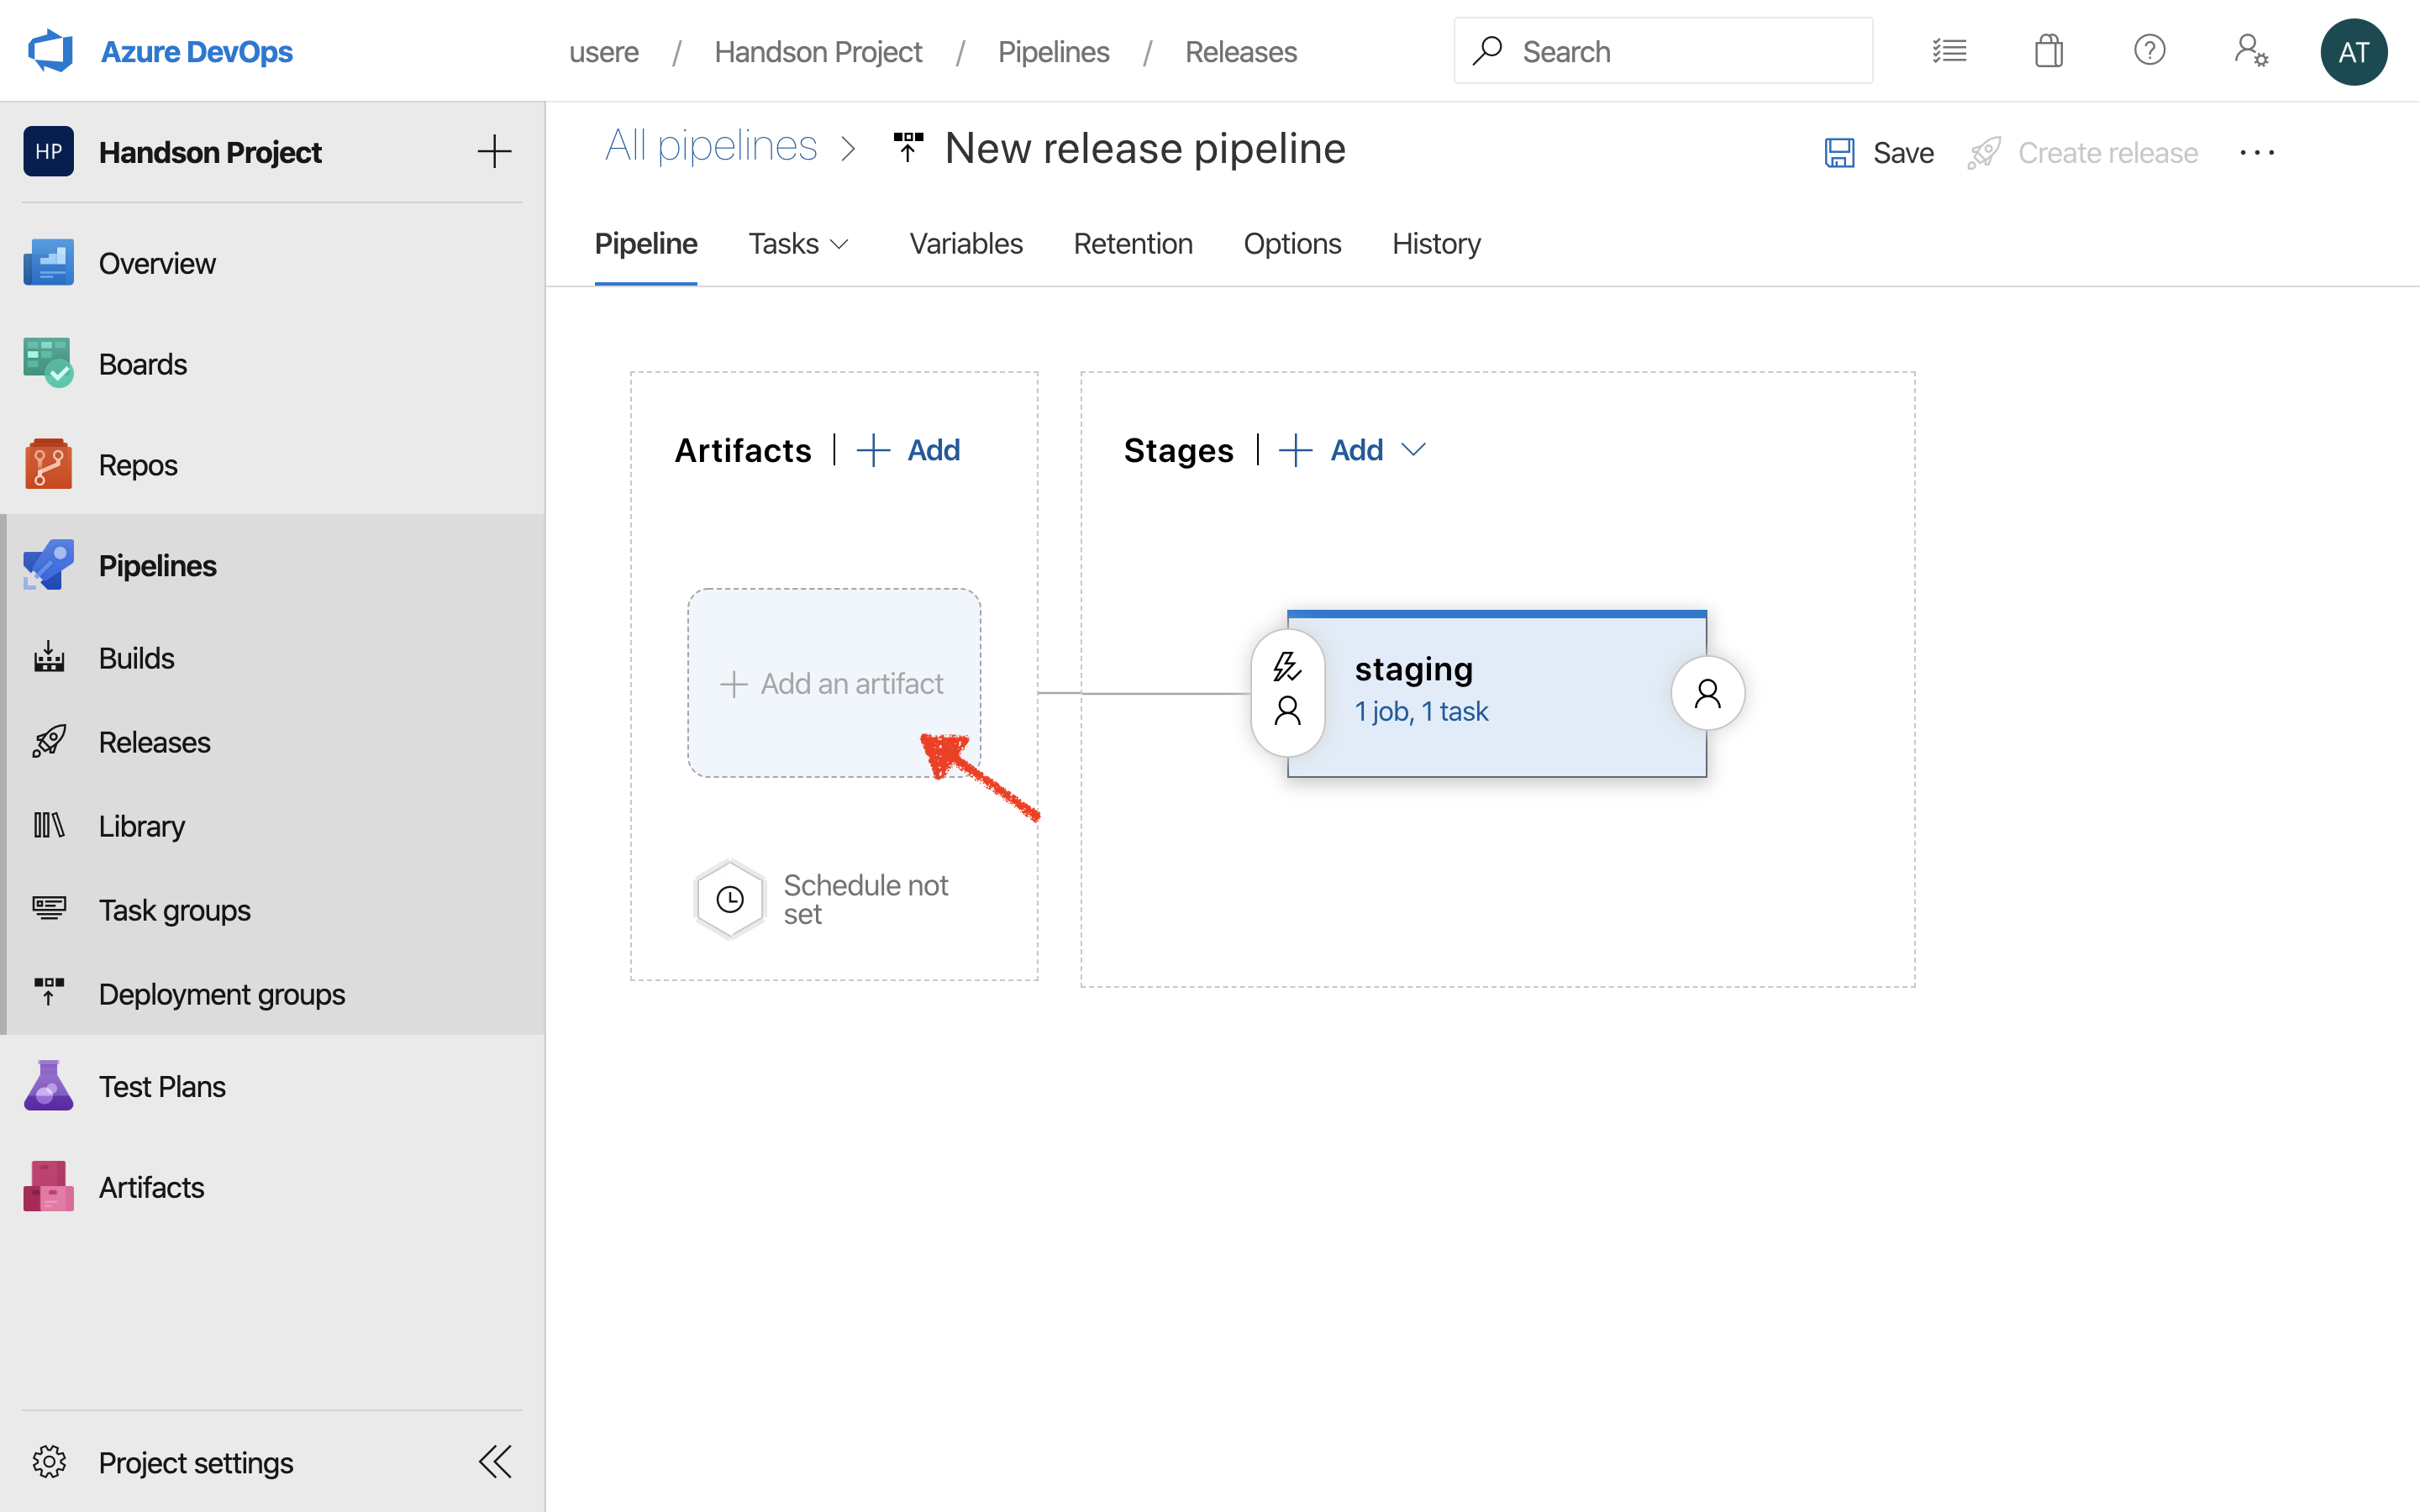 Azure DevOps
usere / Handson Project / Pipelines / Releases
Search
AT
HP Handson Project
Overview
Boards
Repos
Pipelines
Builds
Releases
Library
Task groups
Deployment groups
Test Plans
Artifacts
Project settings
All pipelines > New release pipeline
Save
Create release
Pipeline Tasks Variables Retention Options History
Artifacts | + Add
Add an artifact
Schedule not
set
Stages | + Add
staging
1 job, 1 task